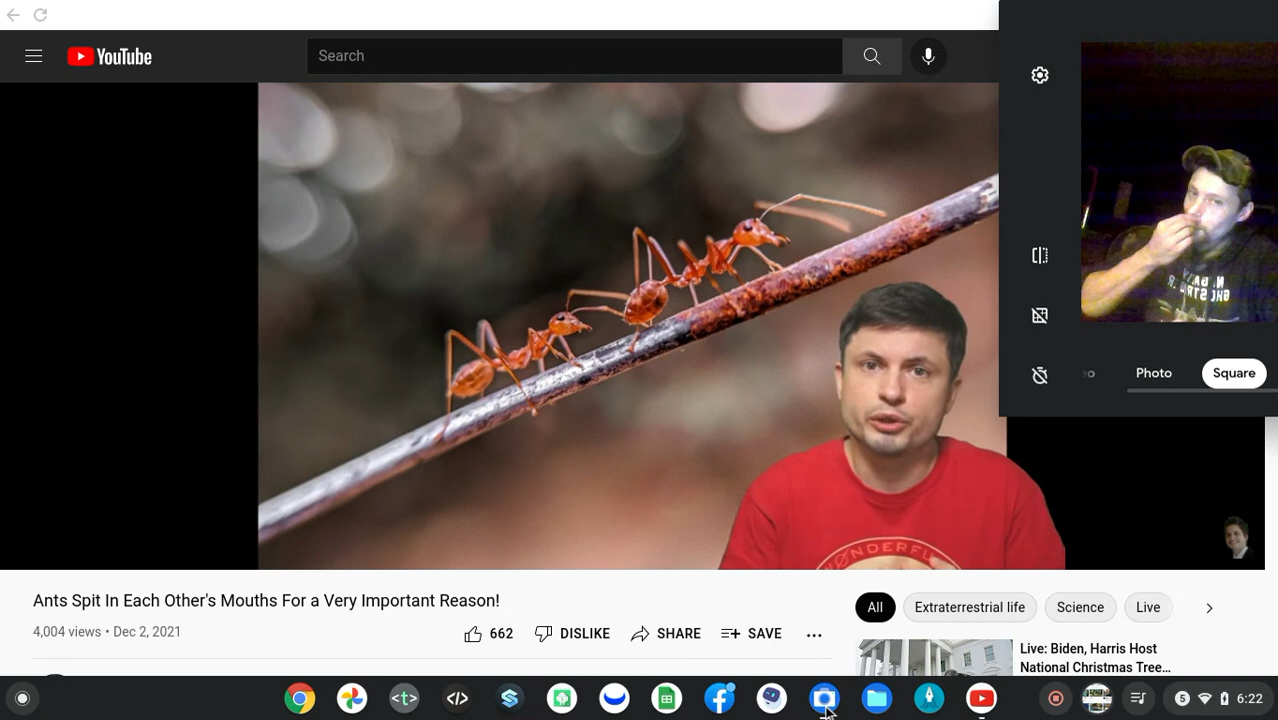 YouTube
Search
Photo
Square
WONDERFUL
Ants Spit In Each Other's Mouths For a Very Important Reason!
4,004 views • Dec 2, 2021
662
DISLIKE
SHARE
SAVE
All
Extraterrestrial life
Science
Live
Live: Biden, Harris Host
National Christmas Tree…
<t>
</>
5
6:22